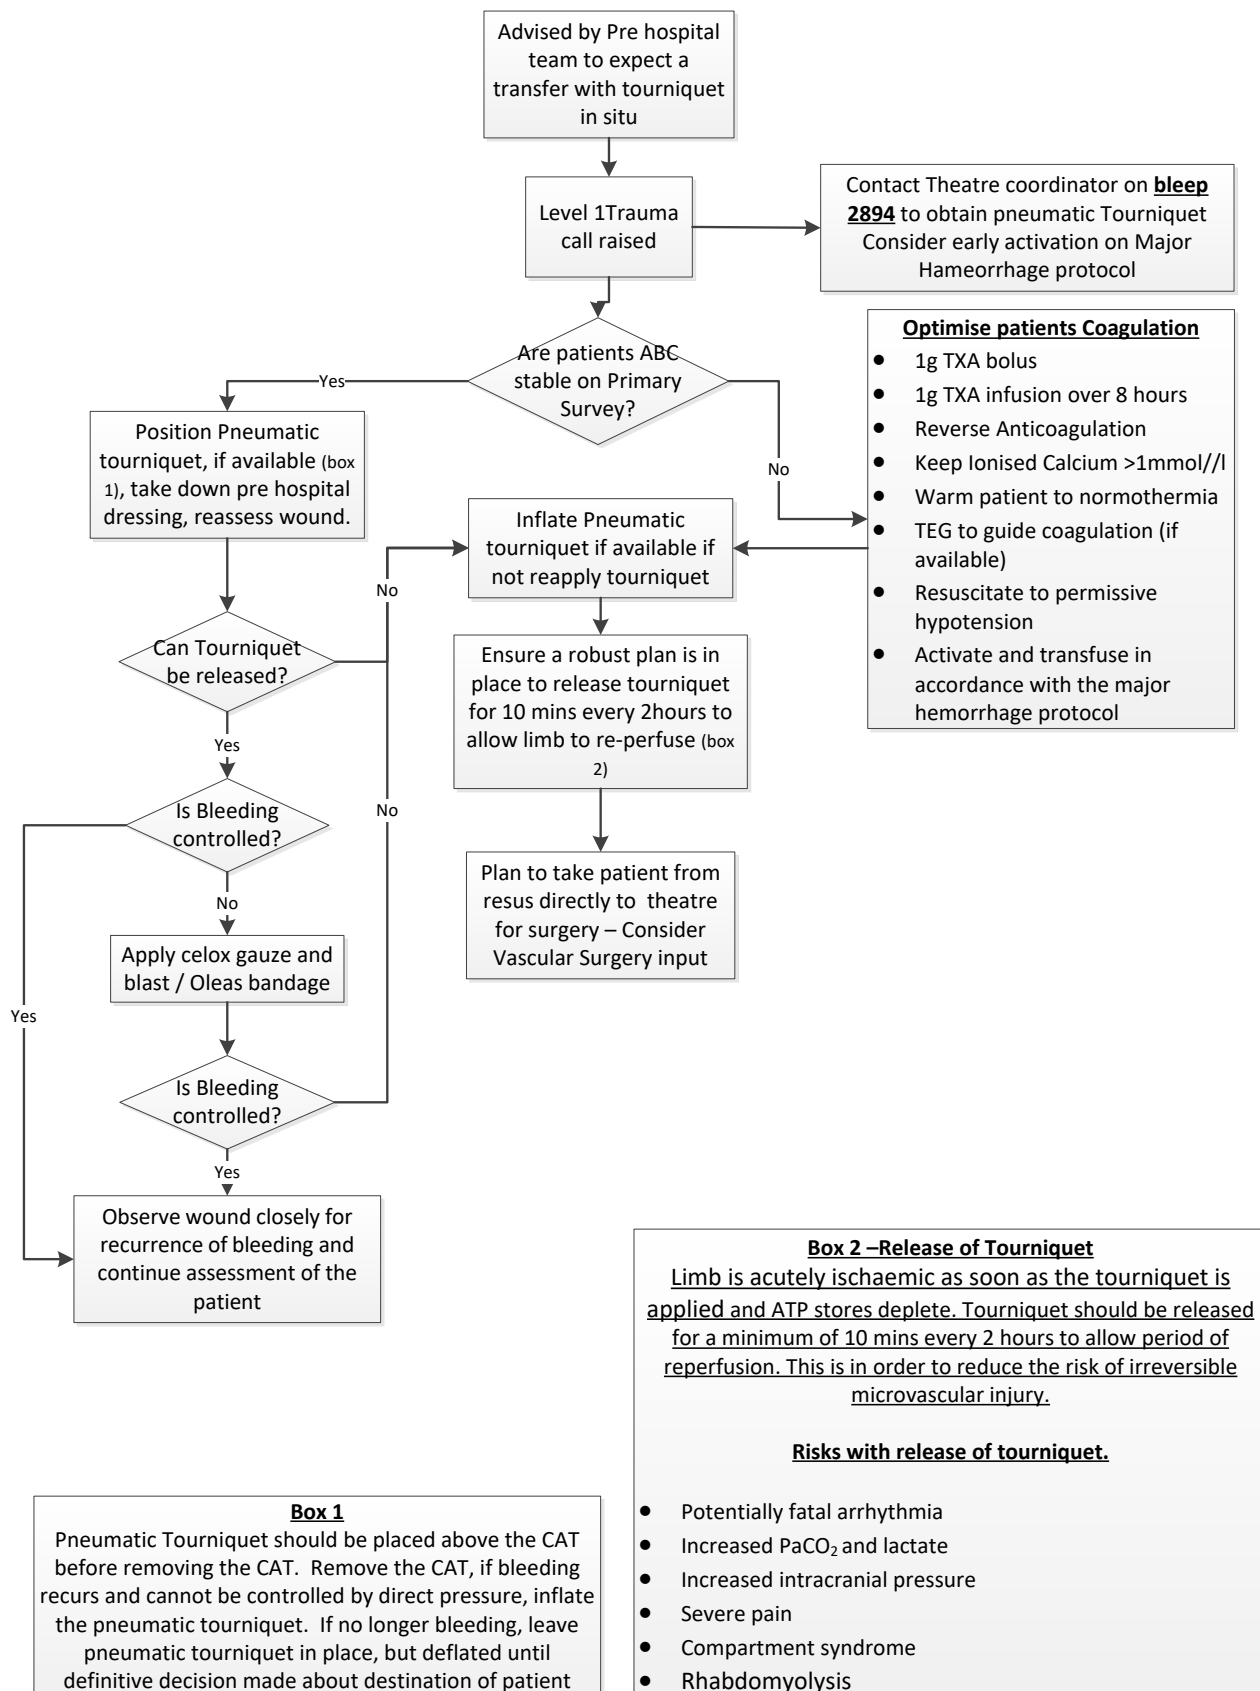 Advised by Pre hospital
team to expect a
transfer with tourniquet
in situ
Level 1Trauma
call raised
Contact Theatre coordinator on bleep
2894 to obtain pneumatic Tourniquet
Consider early activation on Major
Hameorrhage protocol
Are patients ABC
stable on Primary
Survey?
Yes
No
Optimise patients Coagulation
● 1g TXA bolus
● 1g TXA infusion over 8 hours
● Reverse Anticoagulation
● Keep Ionised Calcium >1mmol//l
● Warm patient to normothermia
● TEG to guide coagulation (if
available)
● Resuscitate to permissive
hypotension
● Activate and transfuse in
accordance with the major
hemorrhage protocol
Position Pneumatic
tourniquet, if available (box
1), take down pre hospital
dressing, reassess wound.
Inflate Pneumatic
tourniquet if available if
not reapply tourniquet
No
Can Tourniquet
be released?
Ensure a robust plan is in
place to release tourniquet
for 10 mins every 2hours to
allow limb to re-perfuse (box
2)
Yes
Is Bleeding
controlled?
No
No
Plan to take patient from
resus directly to theatre
for surgery – Consider
Vascular Surgery input
Apply celox gauze and
blast / Oleas bandage
Yes
Is Bleeding
controlled?
Yes
Observe wound closely for
recurrence of bleeding and
continue assessment of the
patient
Box 2 –Release of Tourniquet
Limb is acutely ischaemic as soon as the tourniquet is
applied and ATP stores deplete. Tourniquet should be released
for a minimum of 10 mins every 2 hours to allow period of
reperfusion. This is in order to reduce the risk of irreversible
microvascular injury.
Risks with release of tourniquet.
● Potentially fatal arrhythmia
● Increased PaCO₂ and lactate
● Increased intracranial pressure
● Severe pain
● Compartment syndrome
● Rhabdomyolysis
Box 1
Pneumatic Tourniquet should be placed above the CAT
before removing the CAT. Remove the CAT, if bleeding
recurs and cannot be controlled by direct pressure, inflate
the pneumatic tourniquet. If no longer bleeding, leave
pneumatic tourniquet in place, but deflated until
definitive decision made about destination of patient